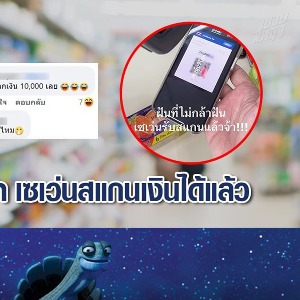 กเงิน 10,000 เลย 😆😆😆
ใจ ตอบกลับ 7😆
ไหม🤭
ฝันที่ไม่กล้าฝัน
เซเว่นรับสแกนแล้วจ้า!!!
า เซเว่นสแกนเงินได้แล้ว